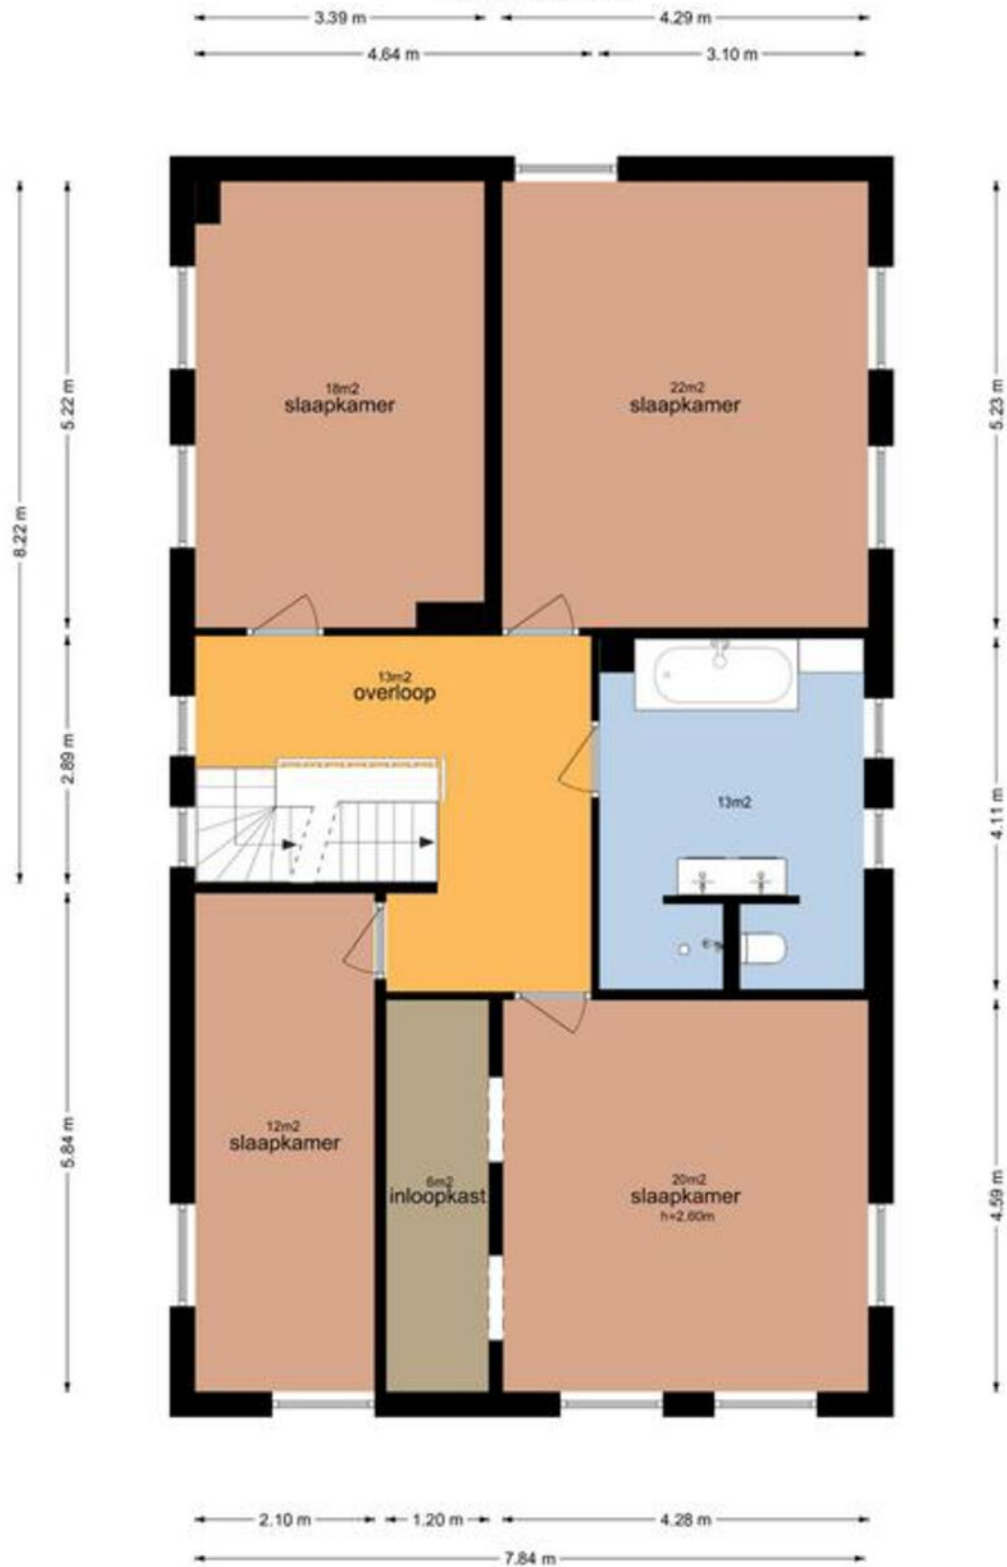 3.39 m
4.29 m
4.64 m
3.10 m
18m2
slaapkamer
22m2
slaapkamer
5.22 m
5.23 m
8.22 m
13m2
overloop
2.89 m
13m2
4.11 m
12m2
slaapkamer
5.84 m
6m2
inloopkast
20m2
slaapkamer
h=2.60m
4.59 m
2.10 m
1.20 m
4.28 m
7.84 m